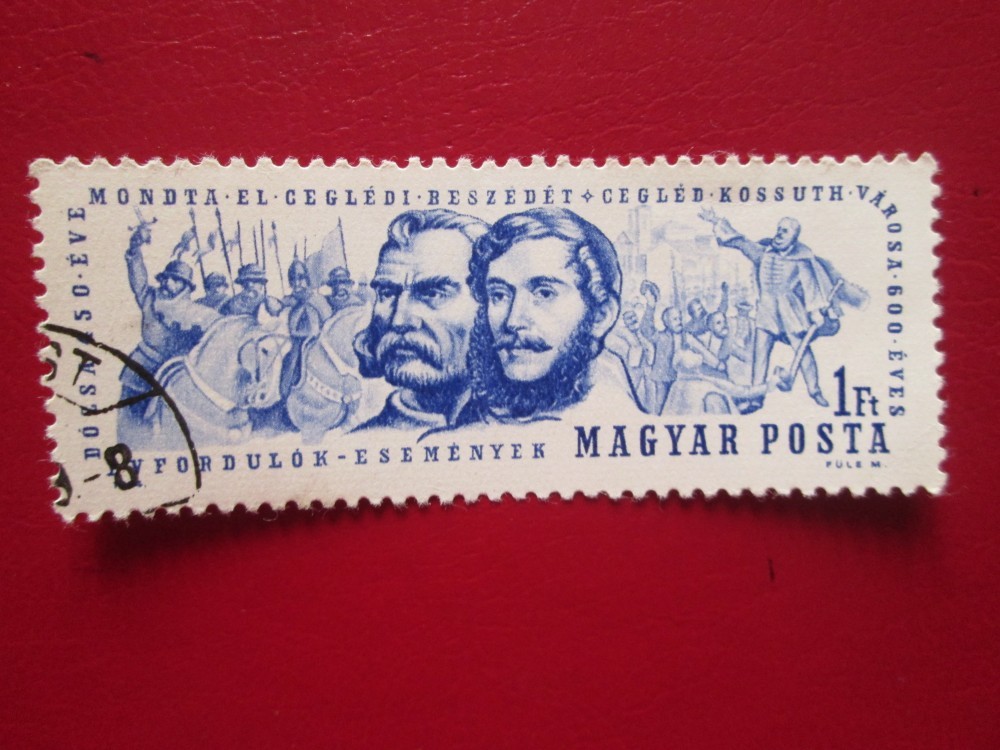 DÓZSA 450 ÉVE
MONDTA·EL·CEGLÉDI·BESZÉDÉT✧CEGLÉD·KOSSUTH·VÁROSA·600·ÉVES
1Ft
ÉVFORDULÓK-ESEMÉNYEK
MAGYAR POSTA
FÜLE M.
8